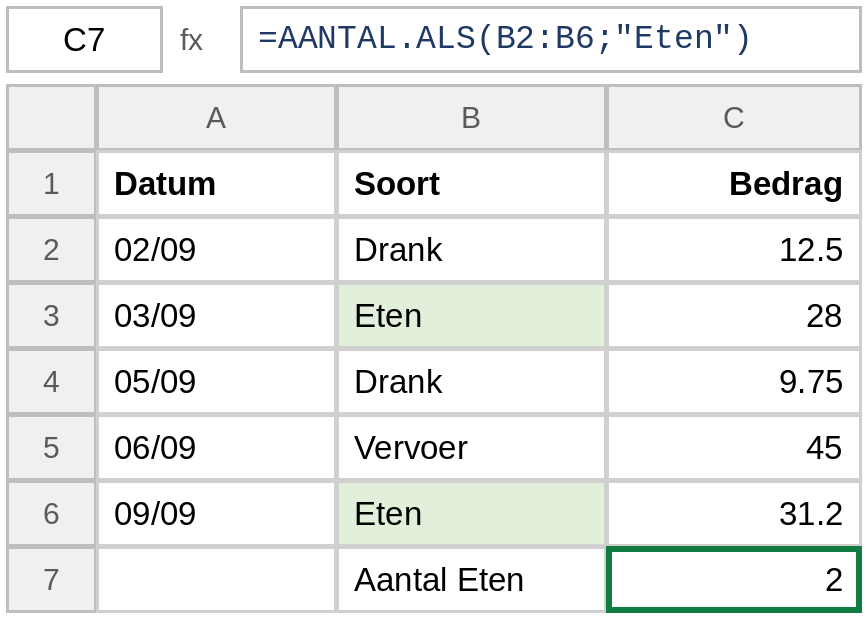 C7 fx =AANTAL.ALS(B2:B6;"Eten")
A B C
1 Datum Soort Bedrag
2 02/09 Drank 12.5
3 03/09 Eten 28
4 05/09 Drank 9.75
5 06/09 Vervoer 45
6 09/09 Eten 31.2
7 Aantal Eten 2